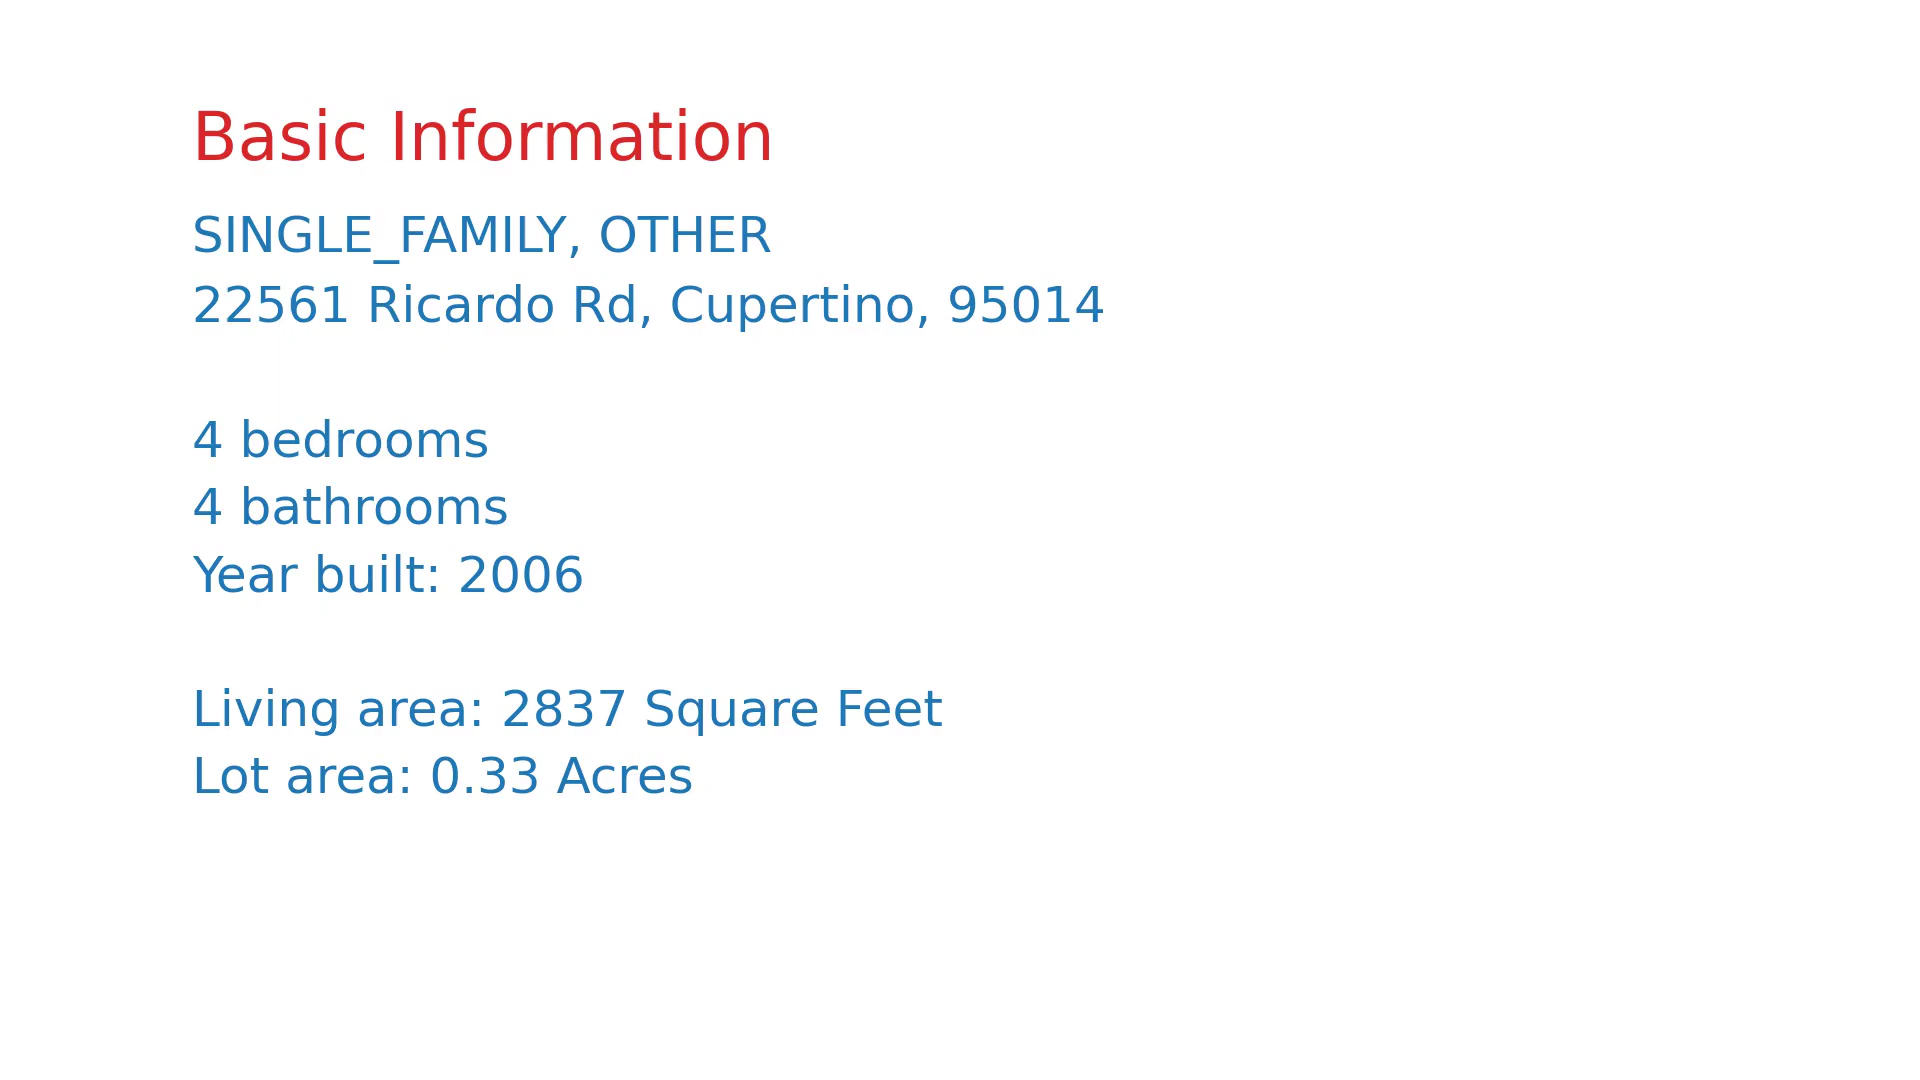 Basic Information
SINGLE_FAMILY, OTHER
22561 Ricardo Rd, Cupertino, 95014
4 bedrooms
4 bathrooms
Year built: 2006
Living area: 2837 Square Feet
Lot area: 0.33 Acres